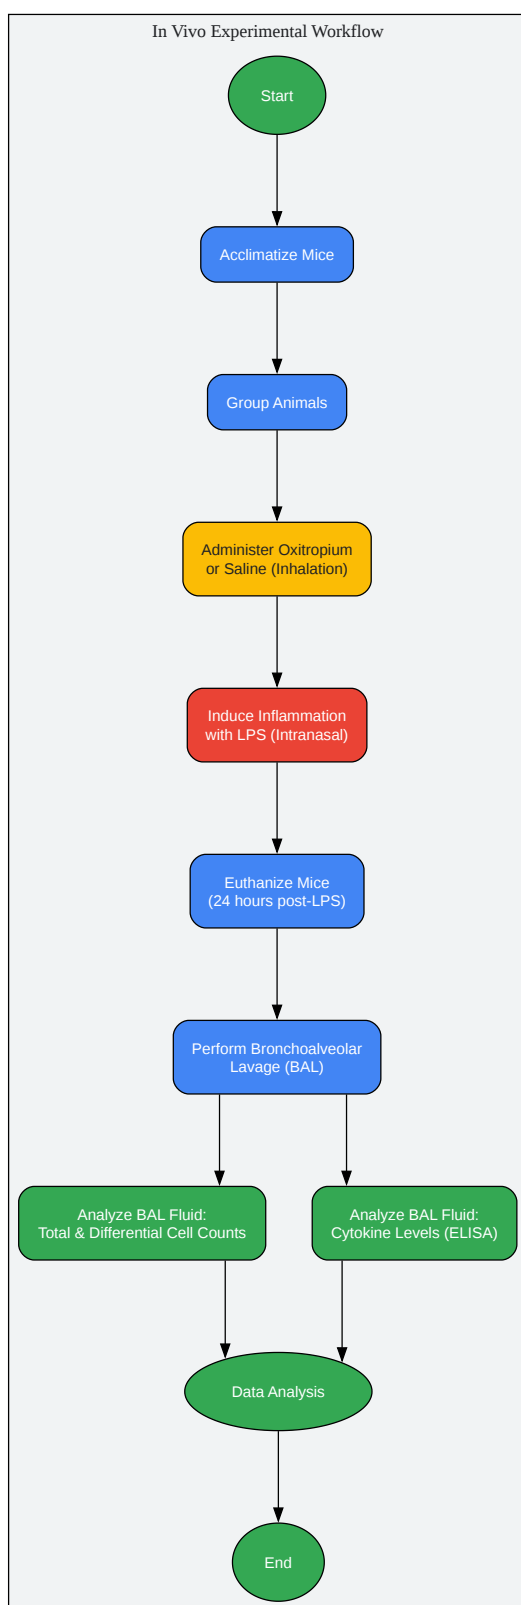 In Vivo Experimental Workflow
Start
Acclimatize Mice
Group Animals
Administer Oxitropium
or Saline (Inhalation)
Induce Inflammation
with LPS (Intranasal)
Euthanize Mice
(24 hours post-LPS)
Perform Bronchoalveolar
Lavage (BAL)
Analyze BAL Fluid:
Total & Differential Cell Counts
Analyze BAL Fluid:
Cytokine Levels (ELISA)
Data Analysis
End